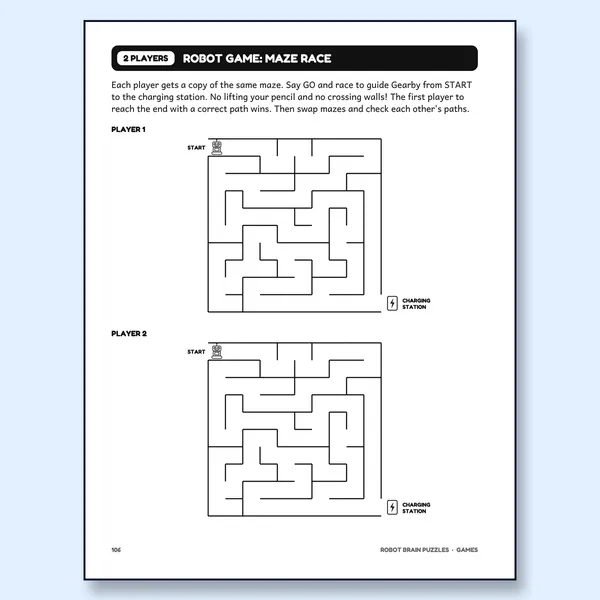 2 PLAYERS ROBOT GAME: MAZE RACE
Each player gets a copy of the same maze. Say GO and race to guide Gearby from START
to the charging station. No lifting your pencil and no crossing walls! The first player to
reach the end with a correct path wins. Then swap mazes and check each other's paths.
PLAYER 1
START
CHARGING
STATION
PLAYER 2
START
CHARGING
STATION
106 ROBOT BRAIN PUZZLES · GAMES